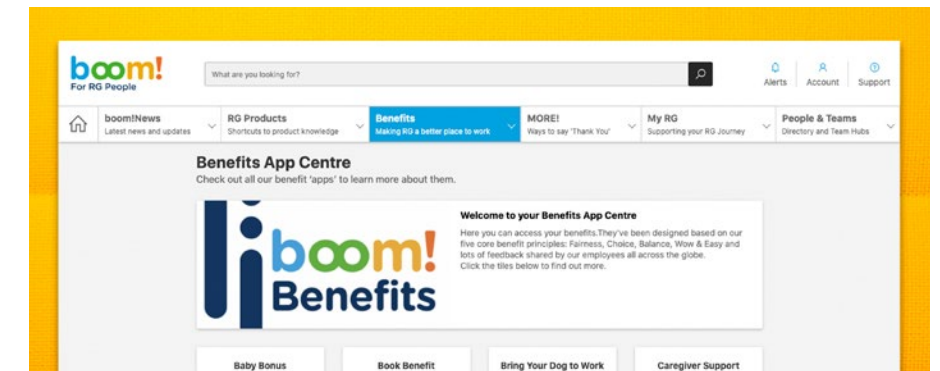 boom!
For RG People
What are you looking for?
Alerts
Account
Support
boom!News
Latest news and updates
RG Products
Shortcuts to product knowledge
Benefits
Making RG a better place to work
MORE!
Ways to say 'Thank You'
My RG
Supporting your RG Journey
People & Teams
Directory and Team Hubs
Benefits App Centre
Check out all our benefit 'apps' to learn more about them.
boom!
Benefits
Welcome to your Benefits App Centre
Here you can access your benefits.They've been designed based on our
five core benefit principles: Fairness, Choice, Balance, Wow & Easy and
lots of feedback shared by our employees all across the globe.
Click the tiles below to find out more.
Baby Bonus
Book Benefit
Bring Your Dog to Work
Caregiver Support